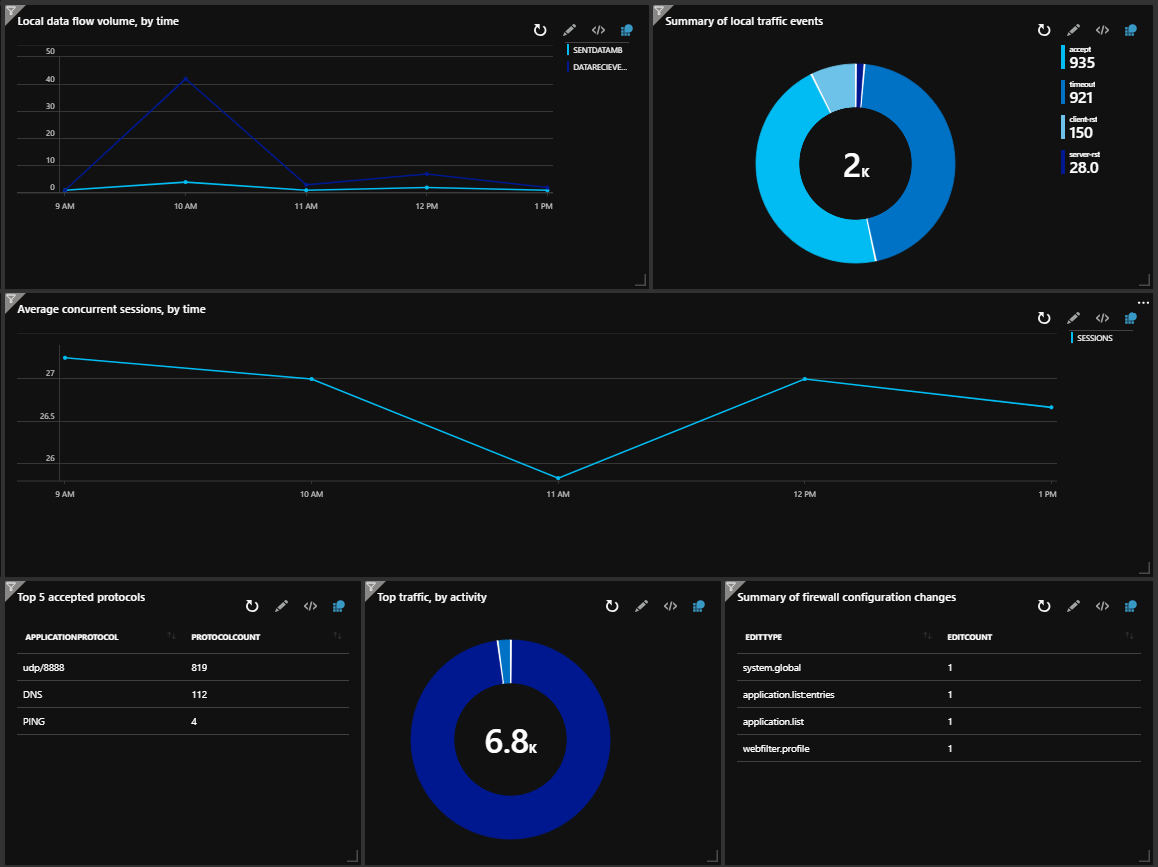 Local data flow volume, by time
SENTDATAMB
DATARECIEVE...
50
40
30
20
10
0
9 AM 10 AM 11 AM 12 PM 1 PM
Summary of local traffic events
accept
935
timeout
921
client-rst
150
server-rst
28.0
2K
Average concurrent sessions, by time
SESSIONS
27
26.5
26
9 AM 10 AM 11 AM 12 PM 1 PM
Top 5 accepted protocols
APPLICATIONPROTOCOL PROTOCOLCOUNT
udp/8888 819
DNS 112
PING 4
Top traffic, by activity
6.8K
Summary of firewall configuration changes
EDITTYPE EDITCOUNT
system.global 1
application.list:entries 1
application.list 1
webfilter.profile 1